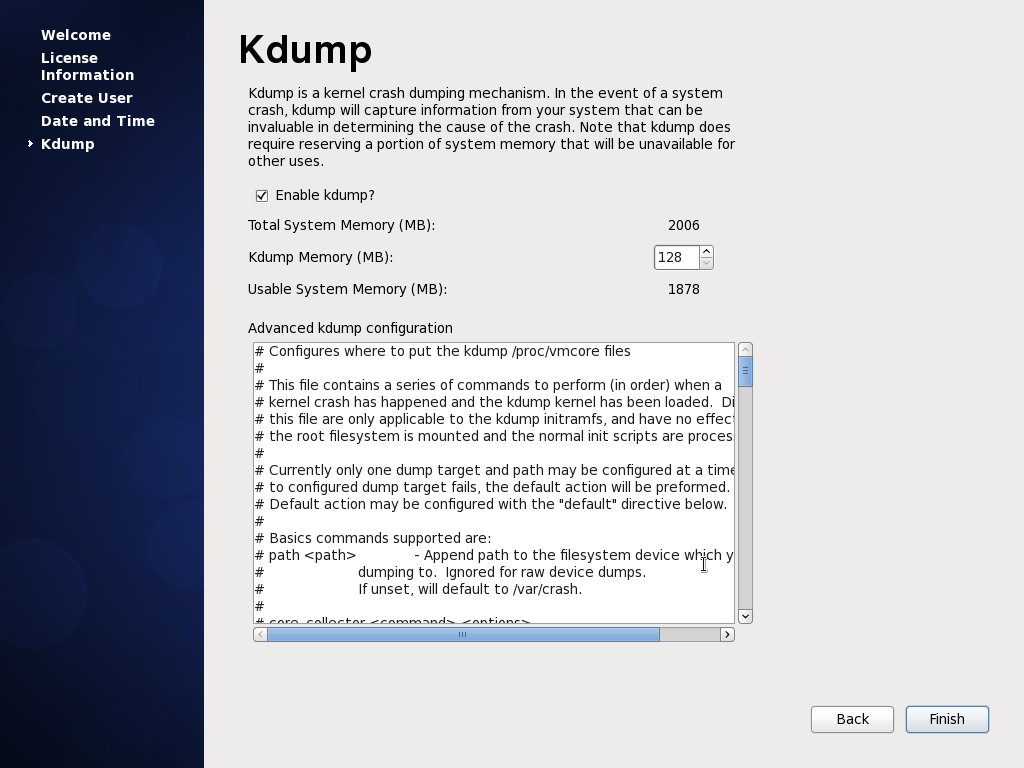 Welcome
License
Information
Create User
Date and Time
Kdump
Kdump
Kdump is a kernel crash dumping mechanism. In the event of a system
crash, kdump will capture information from your system that can be
invaluable in determining the cause of the crash. Note that kdump does
require reserving a portion of system memory that will be unavailable for
other uses.
Enable kdump?
Total System Memory (MB): 2006
Kdump Memory (MB): 128
Usable System Memory (MB): 1878
Advanced kdump configuration
# Configures where to put the kdump /proc/vmcore files
#
# This file contains a series of commands to perform (in order) when a
# kernel crash has happened and the kdump kernel has been loaded. Di
# this file are only applicable to the kdump initramfs, and have no effect
# the root filesystem is mounted and the normal init scripts are proces
#
# Currently only one dump target and path may be configured at a time
# to configured dump target fails, the default action will be preformed.
# Default action may be configured with the "default" directive below.
#
# Basics commands supported are:
# path <path> - Append path to the filesystem device which y
# dumping to. Ignored for raw device dumps.
# If unset, will default to /var/crash.
#
# core_collector <command> <options>
Back
Finish